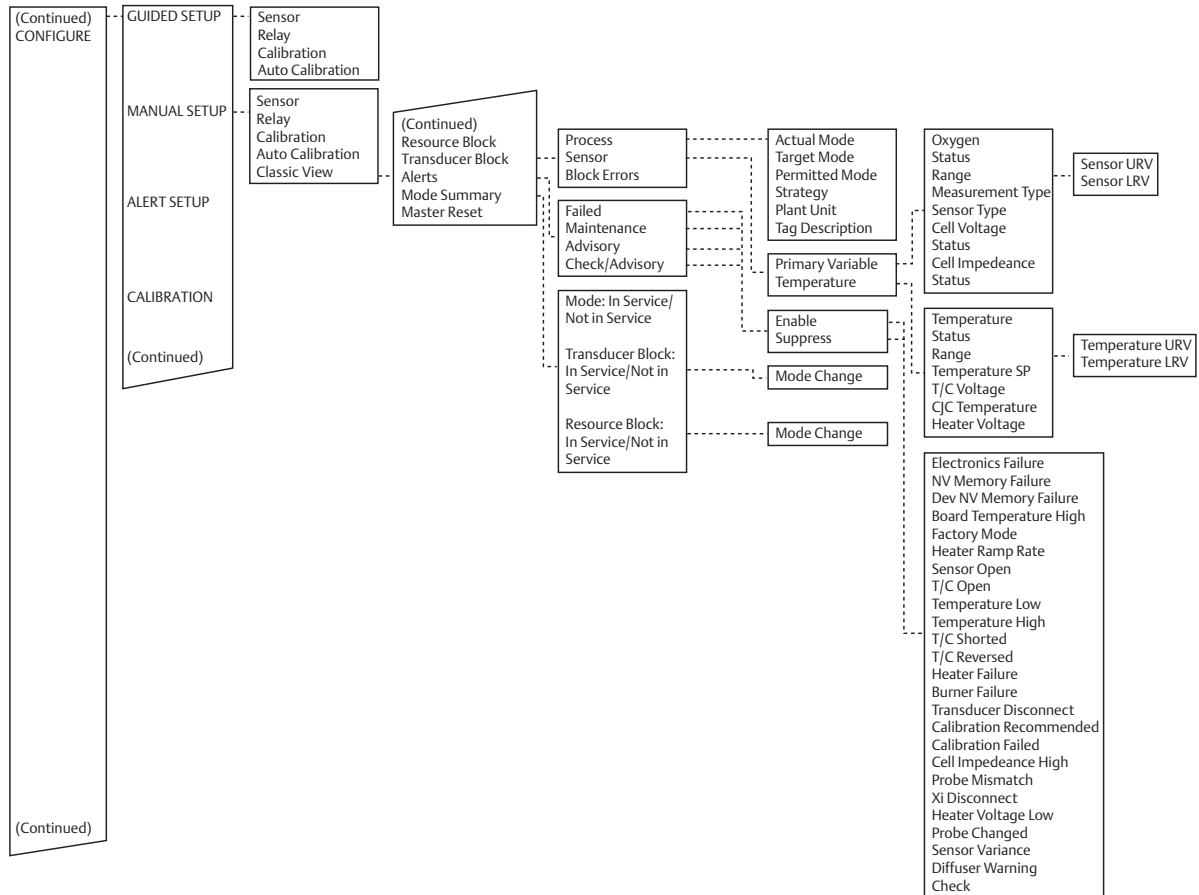 (Continued)
CONFIGURE
(Continued)
GUIDED SETUP
MANUAL SETUP
ALERT SETUP
CALIBRATION
(Continued)
Sensor
Relay
Calibration
Auto Calibration
Sensor
Relay
Calibration
Auto Calibration
Classic View
(Continued)
Resource Block
Transducer Block
Alerts
Mode Summary
Master Reset
Process
Sensor
Block Errors
Failed
Maintenance
Advisory
Check/Advisory
Mode: In Service/
Not in Service
Transducer Block:
In Service/Not in
Service
Resource Block:
In Service/Not in
Service
Actual Mode
Target Mode
Permitted Mode
Strategy
Plant Unit
Tag Description
Primary Variable
Temperature
Enable
Suppress
Mode Change
Mode Change
Oxygen
Status
Range
Measurement Type
Sensor Type
Cell Voltage
Status
Cell Impedeance
Status
Temperature
Status
Range
Temperature SP
T/C Voltage
CJC Temperature
Heater Voltage
Electronics Failure
NV Memory Failure
Dev NV Memory Failure
Board Temperature High
Factory Mode
Heater Ramp Rate
Sensor Open
T/C Open
Temperature Low
Temperature High
T/C Shorted
T/C Reversed
Heater Failure
Burner Failure
Transducer Disconnect
Calibration Recommended
Calibration Failed
Cell Impedeance High
Probe Mismatch
Xi Disconnect
Heater Voltage Low
Probe Changed
Sensor Variance
Diffuser Warning
Check
Sensor URV
Sensor LRV
Temperature URV
Temperature LRV